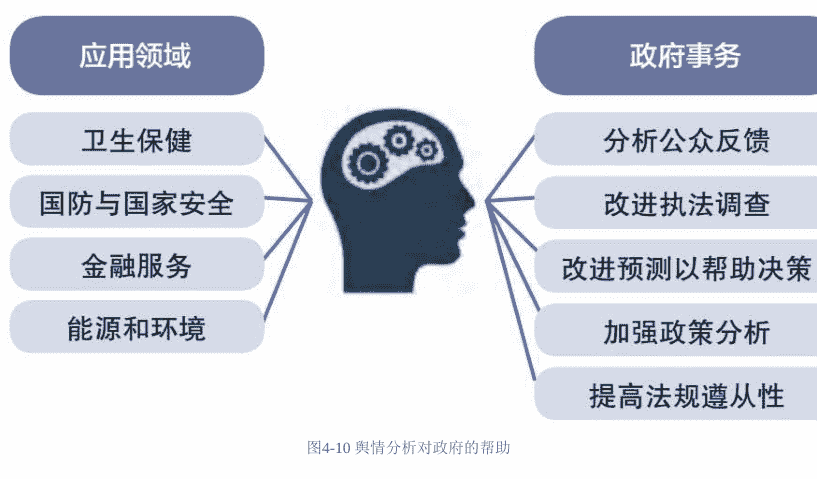 应用领域
卫生保健
国防与国家安全
金融服务
能源和环境
政府事务
分析公众反馈
改进执法调查
改进预测以帮助决策
加强政策分析
提高法规遵从性
图4-10 舆情分析对政府的帮助